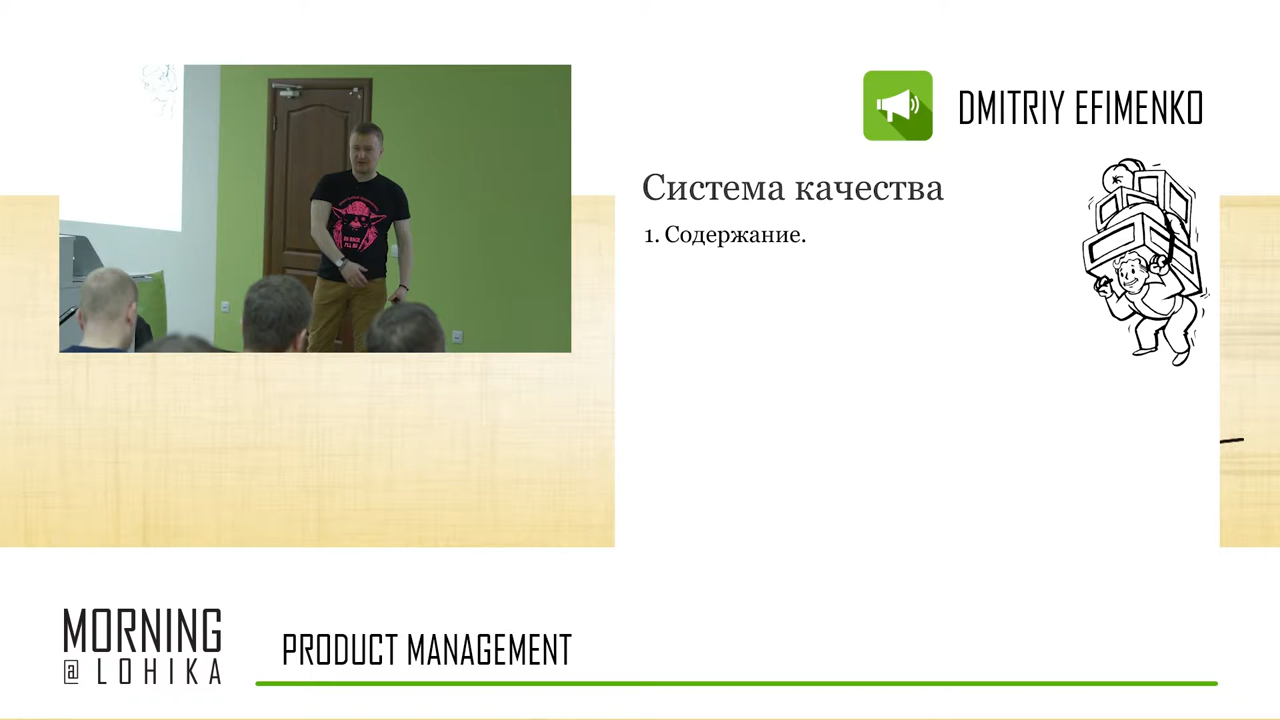 DMITRIY EFIMENKO
Система качества
1. Содержание.
MORNING
@ LOHIKA
PRODUCT MANAGEMENT